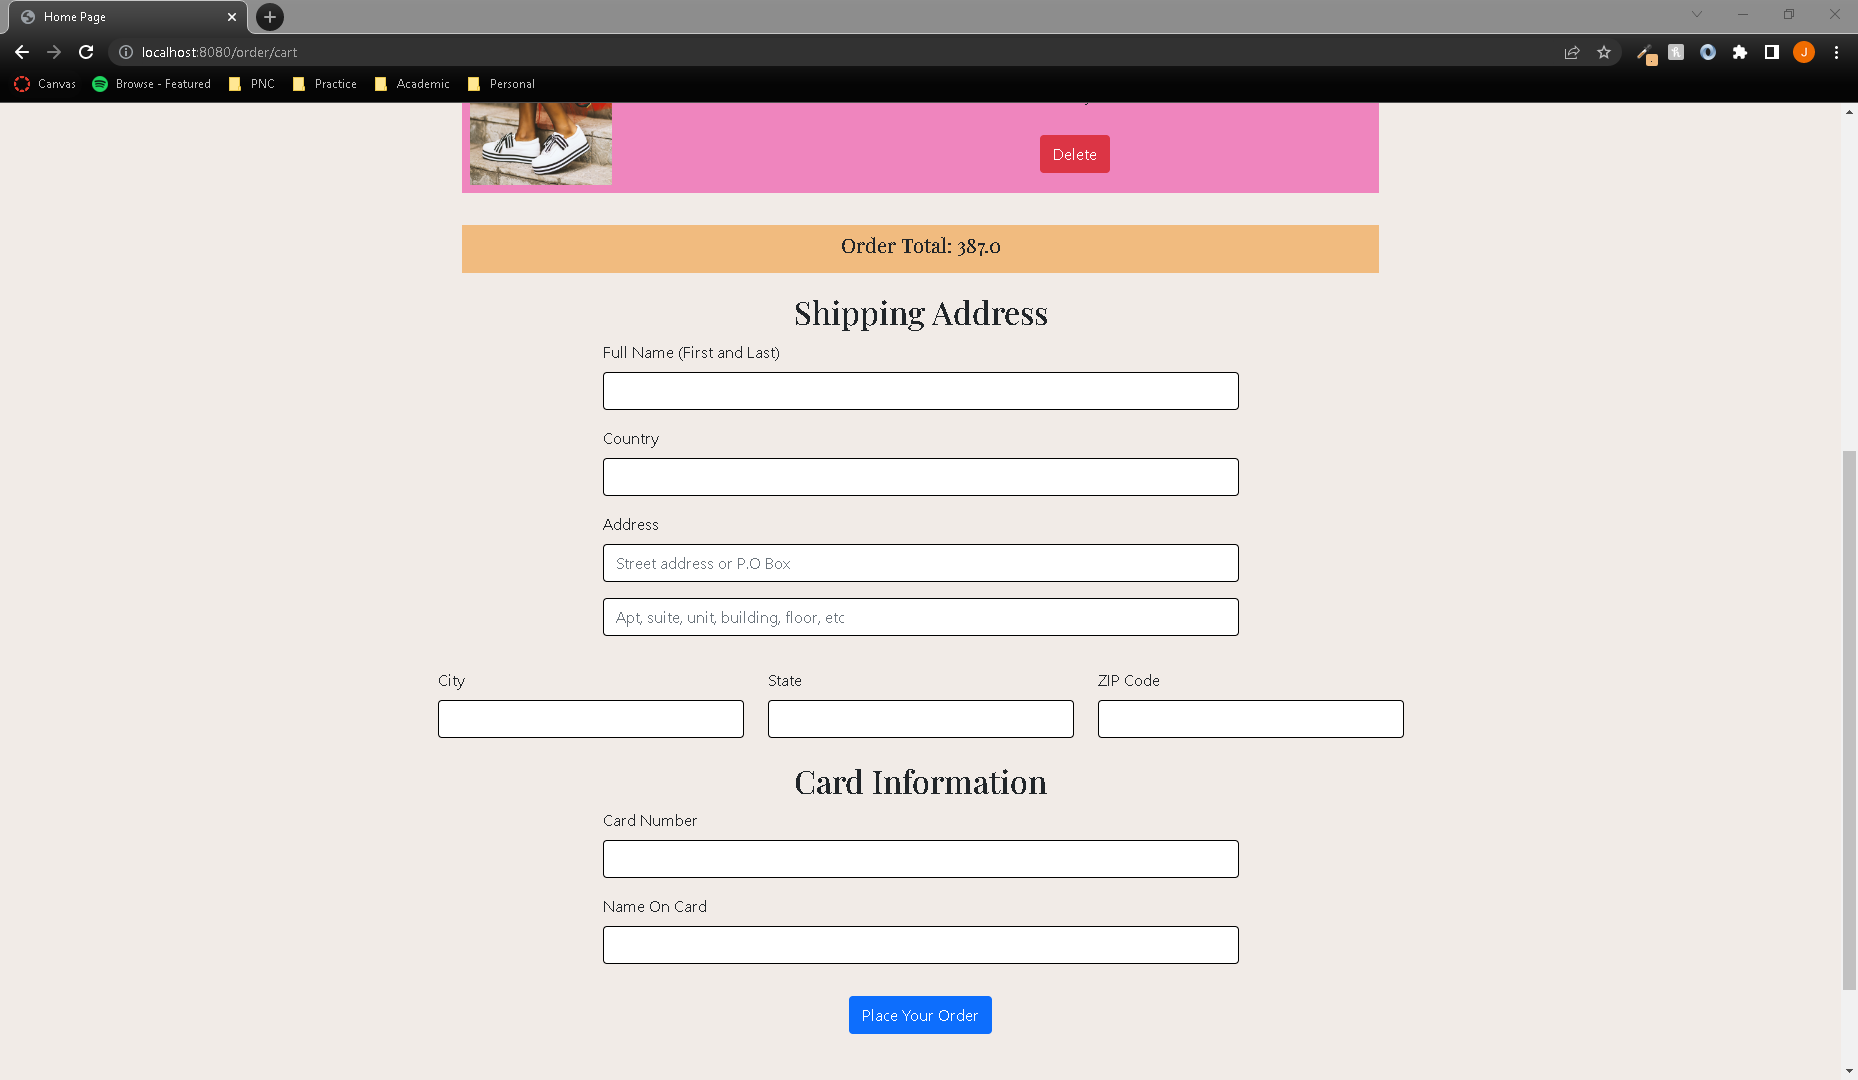 Home Page
localhost:8080/order/cart
J
Canvas Browse - Featured PNC Practice Academic Personal
Delete
Order Total: 387.0
Shipping Address
Full Name (First and Last)
Country
Address
Street address or P.O Box
Apt, suite, unit, building, floor, etc
City State ZIP Code
Card Information
Card Number
Name On Card
Place Your Order